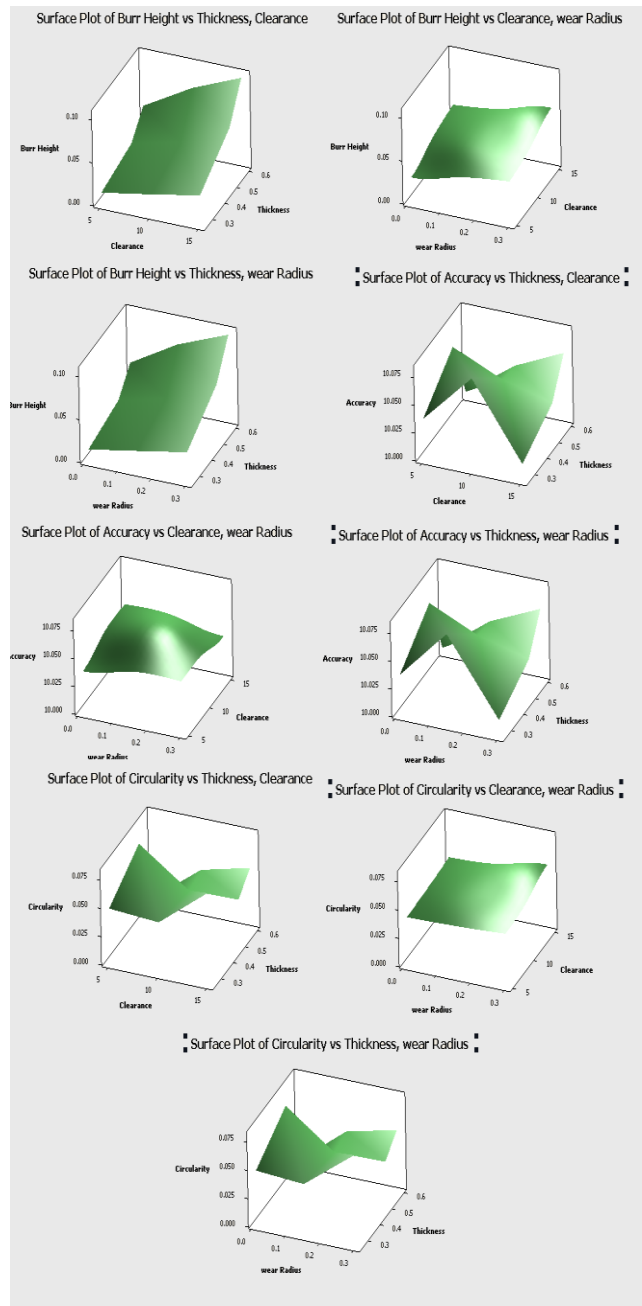 Surface Plot of Burr Height vs Thickness, Clearance
0.10
Burr Height
0.05
0.00
5
10
15
Clearance
0.6
0.5
0.4
0.3
Thickness
Surface Plot of Burr Height vs Clearance, wear Radius
0.10
Burr Height
0.05
0.00
0.0
0.1
0.2
0.3
wear Radius
15
10
5
Clearance
Surface Plot of Burr Height vs Thickness, wear Radius
0.10
Burr Height
0.05
0.00
0.0
0.1
0.2
0.3
wear Radius
0.6
0.5
0.4
0.3
Thickness
Surface Plot of Accuracy vs Thickness, Clearance
10.075
10.050
Accuracy
10.025
10.000
5
10
15
Clearance
0.6
0.5
0.4
0.3
Thickness
Surface Plot of Accuracy vs Clearance, wear Radius
10.075
10.050
Accuracy
10.025
10.000
0.0
0.1
0.2
0.3
wear Radius
15
10
5
Clearance
Surface Plot of Accuracy vs Thickness, wear Radius
10.075
10.050
Accuracy
10.025
10.000
0.0
0.1
0.2
0.3
wear Radius
0.6
0.5
0.4
0.3
Thickness
Surface Plot of Circularity vs Thickness, Clearance
0.075
0.050
Circularity
0.025
0.000
5
10
15
Clearance
0.6
0.5
0.4
0.3
Thickness
Surface Plot of Circularity vs Clearance, wear Radius
0.075
0.050
Circularity
0.025
0.000
0.0
0.1
0.2
0.3
wear Radius
15
10
5
Clearance
Surface Plot of Circularity vs Thickness, wear Radius
0.075
0.050
Circularity
0.025
0.000
0.0
0.1
0.2
0.3
wear Radius
0.6
0.5
0.4
0.3
Thickness